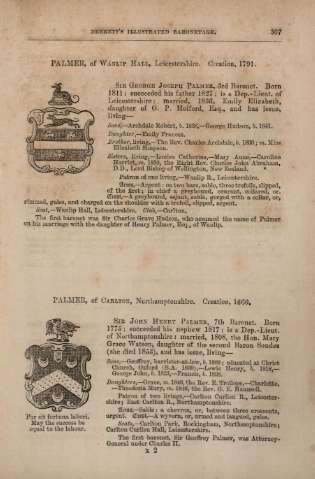 DEBRETT'S ILLUSTRATED BARONETAGE. 367
PALMER, of WANLIP HALL, Leicestershire. Creation, 1791.
SIR GEORGE JOSEPH PALMER, 3rd Baronet. Born
1811; succeeded his father 1827; is a Dep.-Lieut. of
Leicestershire; married, 1836, Emily Elizabeth,
daughter of G. P. Holford, Esq., and has issue,
living—
Sons,—Archdale Robert, b. 1838,—George Hudson, b. 1841.
Daughter,—Emily Frances.
Brother, living,—The Rev. Charles Archdale, b. 1830; m. Miss
Elizabeth Simpson.
Sisters, living,—Louisa Catherine,—Mary Anne,—Caroline
Harriet, m. 1850, the Right Rev. Charles John Abraham,
D.D., Lord Bishop of Wellington, New Zealand.
Patron of one living,—Wanlip R., Leicestershire.
Arms,—Argent: on two bars, sable, three trefoils, slipped,
of the first; in chief a greyhound, courant, collared, or.
Crest,—A greyhound, sejant, sable, gorged with a collar, or,
rimmed, gules, and charged on the shoulder with a trefoil, slipped, argent.
Seat,—Wanlip Hall, Leicestershire. Club,—Carlton.
The first baronet was Sir Charles Grave Hudson, who assumed the name of Palmer
on his marriage with the daughter of Henry Palmer, Esq., of Wanlip.
PALMER, of CARLTON, Northamptonshire. Creation, 1660.
SIR JOHN HENRY PALMER, 7th Baronet. Born
1775; succeeded his nephew 1817; is a Dep.-Lieut.
of Northamptonshire; married, 1808, the Hon. Mary
Grace Watson, daughter of the second Baron Sondes
(she died 1853), and has issue, living—
Sons,—Geoffrey, barrister-at-law, b. 1809; educated at Christ
Church, Oxford (B.A. 1830);—Lewis Henry, b. 1818,—
George John, b. 1823,—Frances, b. 1826.
Daughters,—Grace, m. 1846, the Rev. E. Trollope,—Charlotte,
—Theodosia Mary, m. 1846, the Rev. G. E. Maunsell.
Patron of two livings,—Carlton Curlieu R., Leicester-
shire; East Carlton R., Northamptonshire.
Arms,—Sable: a chevron, or, between three crescents,
argent. Crest.—A wyvern, or, armed and langued, gules.
Seats,—Carlton Park, Rockingham, Northamptonshire;
Carlton Curlieu Hall, Leicestershire.
The first baronet, Sir Geoffrey Palmer, was Attorney-
General under Charles II.
Par sit fortuna labori.
May the success be
equal to the labour.
X 2